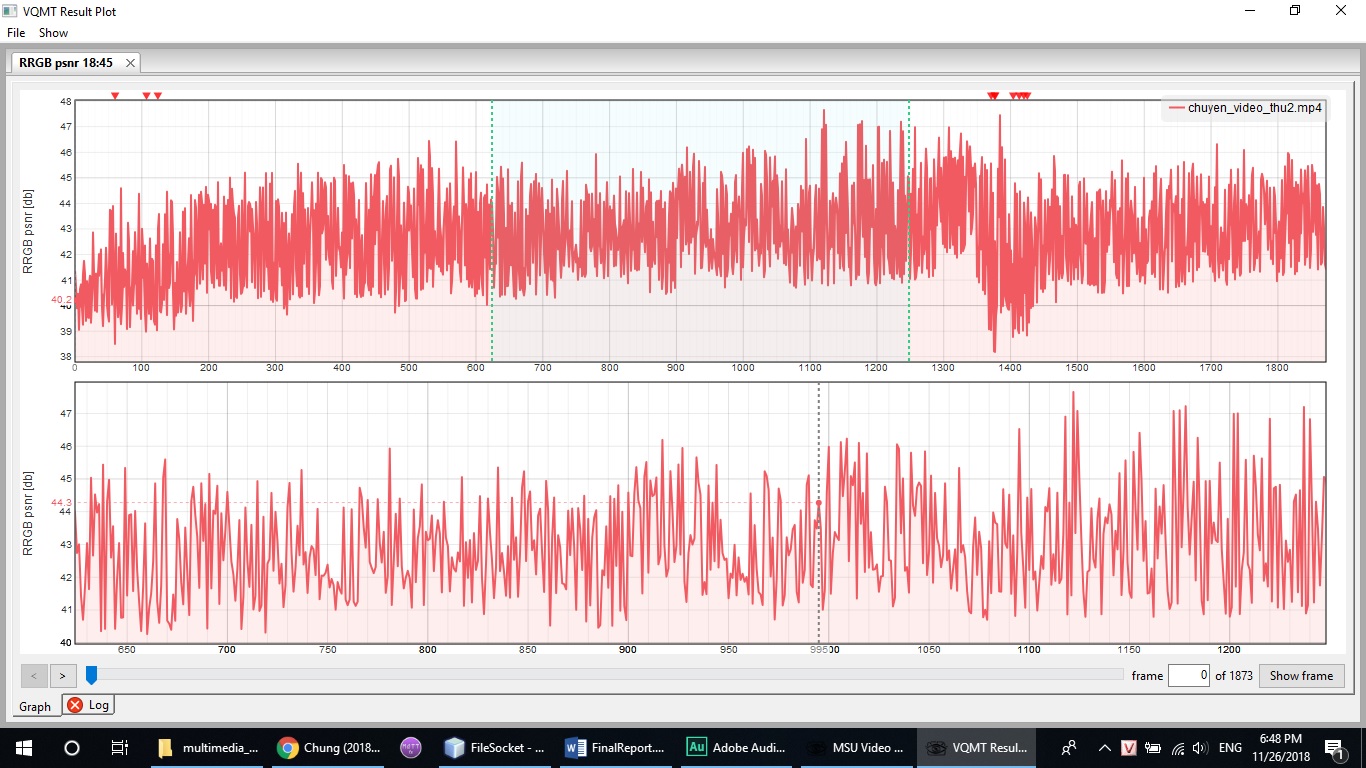 VQMT Result Plot
File Show
RRGB psnr 18:45
chuyen_video_thu2.mp4
RRGB psnr [db]
48
47
46
45
44
43
42
41
40.2
40
39
38
0 100 200 300 400 500 600 700 800 900 1000 1100 1200 1300 1400 1500 1600 1700 1800
RRGB psnr [db]
47
46
45
44.3
44
43
42
41
40
650 700 750 800 850 900 950 995 1050 1100 1150 1200
< > frame 0 of 1873 Show frame
Graph Log
multimedia_... Chung (2018... FileSocket - ... FinalReport.... Au Adobe Audi... MSU Video ... VQMT Resul... V ENG 6:48 PM
11/26/2018 1